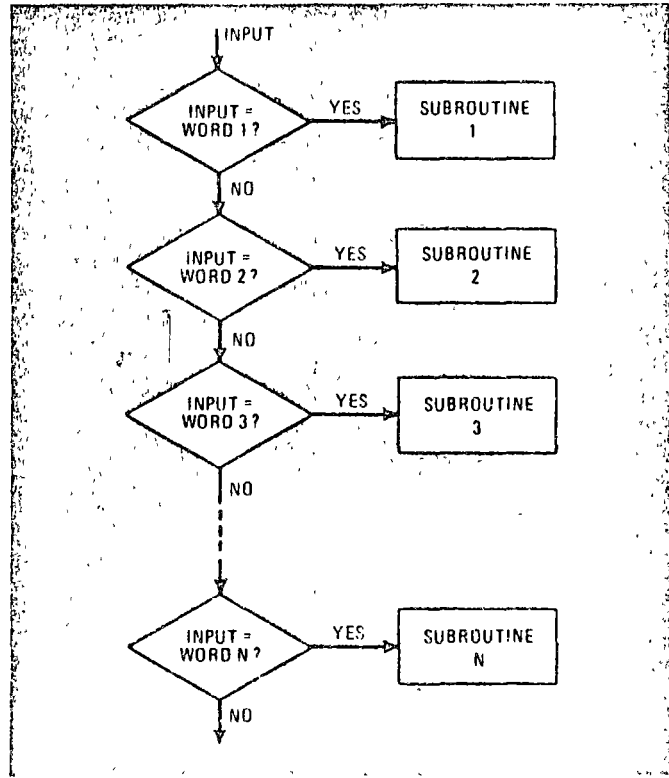 INPUT
INPUT =
WORD 1?
YES
SUBROUTINE
1
NO
INPUT =
WORD 2?
YES
SUBROUTINE
2
NO
INPUT =
WORD 3?
YES
SUBROUTINE
3
NO
INPUT =
WORD N?
YES
SUBROUTINE
N
NO